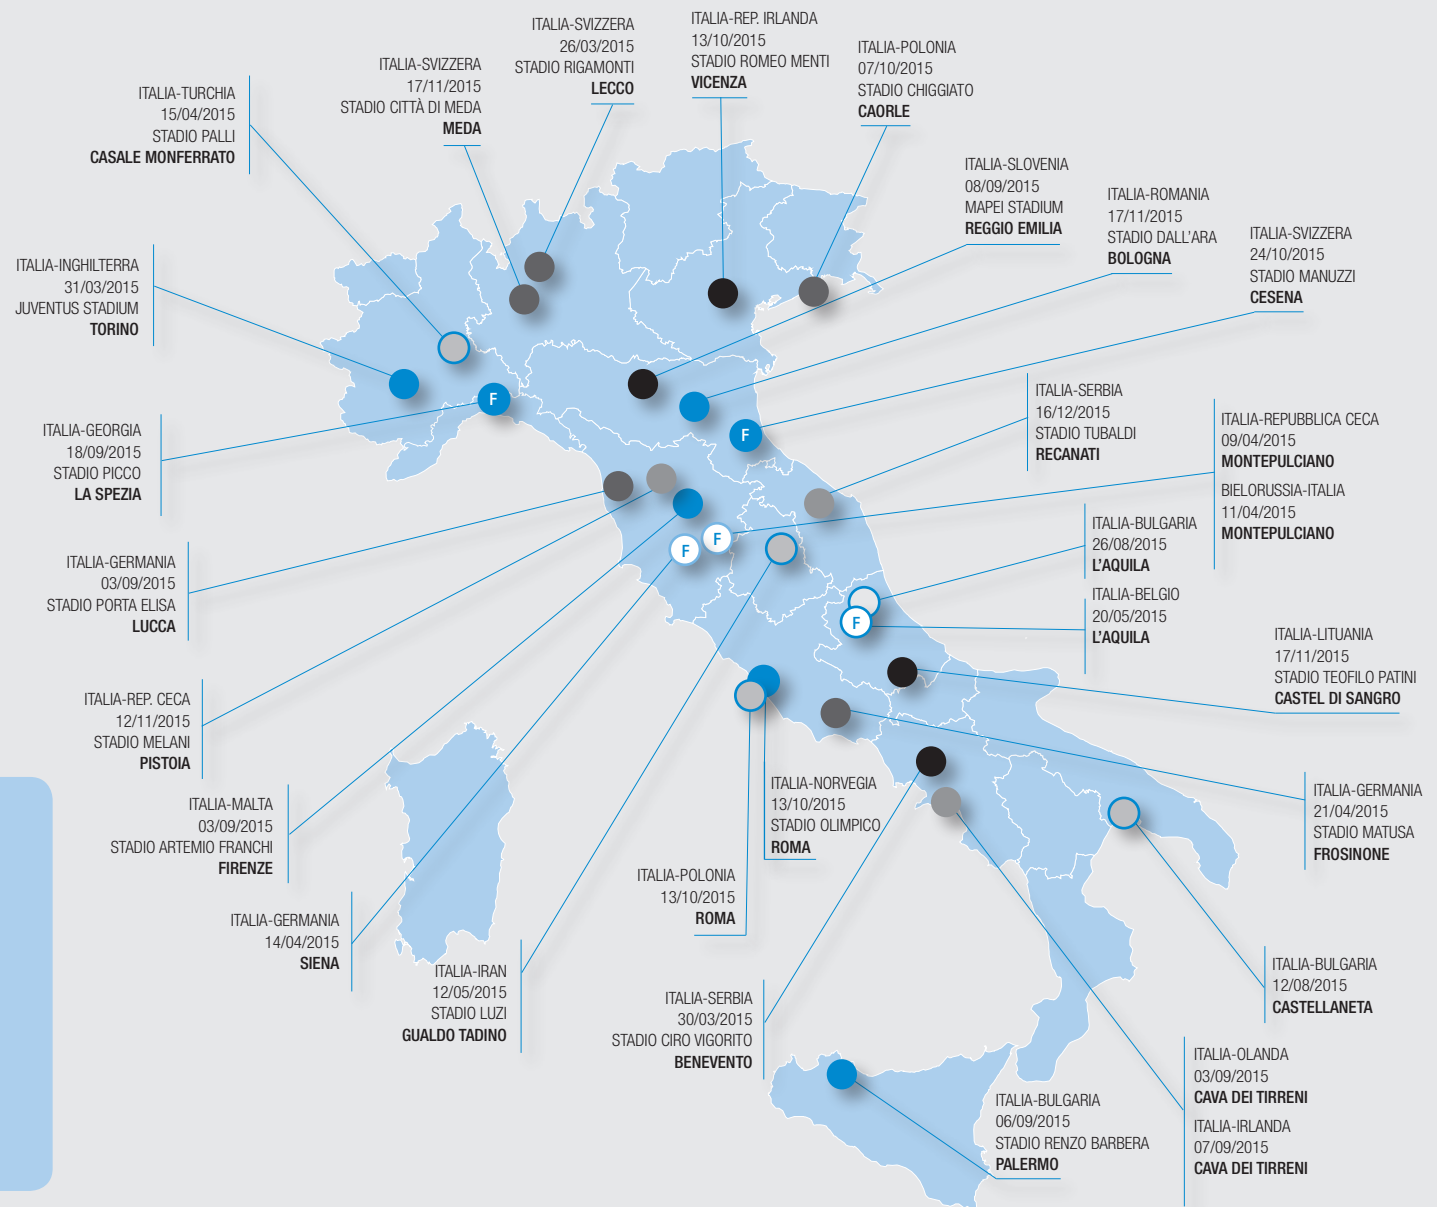 ITALIA-SVIZZERA
26/03/2015
STADIO RIGAMONTI
LECCO
ITALIA-REP. IRLANDA
13/10/2015
STADIO ROMEO MENTI
VICENZA
ITALIA-POLONIA
07/10/2015
STADIO CHIGGIATO
CAORLE
ITALIA-SVIZZERA
17/11/2015
STADIO CITTÀ DI MEDA
MEDA
ITALIA-TURCHIA
15/04/2015
STADIO PALLI
CASALE MONFERRATO
ITALIA-SLOVENIA
08/09/2015
MAPEI STADIUM
REGGIO EMILIA
ITALIA-ROMANIA
17/11/2015
STADIO DALL'ARA
BOLOGNA
ITALIA-SVIZZERA
24/10/2015
STADIO MANUZZI
CESENA
ITALIA-INGHILTERRA
31/03/2015
JUVENTUS STADIUM
TORINO
F
F
ITALIA-SERBIA
16/12/2015
STADIO TUBALDI
RECANATI
ITALIA-REPUBBLICA CECA
09/04/2015
MONTEPULCIANO
BIELORUSSIA-ITALIA
11/04/2015
MONTEPULCIANO
ITALIA-GEORGIA
18/09/2015
STADIO PICCO
LA SPEZIA
F
F
ITALIA-BULGARIA
26/08/2015
L'AQUILA
ITALIA-BELGIO
20/05/2015
L'AQUILA
F
ITALIA-GERMANIA
03/09/2015
STADIO PORTA ELISA
LUCCA
ITALIA-LITUANIA
17/11/2015
STADIO TEOFILO PATINI
CASTEL DI SANGRO
ITALIA-REP. CECA
12/11/2015
STADIO MELANI
PISTOIA
ITALIA-NORVEGIA
13/10/2015
STADIO OLIMPICO
ROMA
ITALIA-GERMANIA
21/04/2015
STADIO MATUSA
FROSINONE
ITALIA-MALTA
03/09/2015
STADIO ARTEMIO FRANCHI
FIRENZE
ITALIA-POLONIA
13/10/2015
ROMA
ITALIA-GERMANIA
14/04/2015
SIENA
ITALIA-IRAN
12/05/2015
STADIO LUZI
GUALDO TADINO
ITALIA-BULGARIA
12/08/2015
CASTELLANETA
ITALIA-SERBIA
30/03/2015
STADIO CIRO VIGORITO
BENEVENTO
ITALIA-OLANDA
03/09/2015
CAVA DEI TIRRENI
ITALIA-IRLANDA
07/09/2015
CAVA DEI TIRRENI
ITALIA-BULGARIA
06/09/2015
STADIO RENZO BARBERA
PALERMO